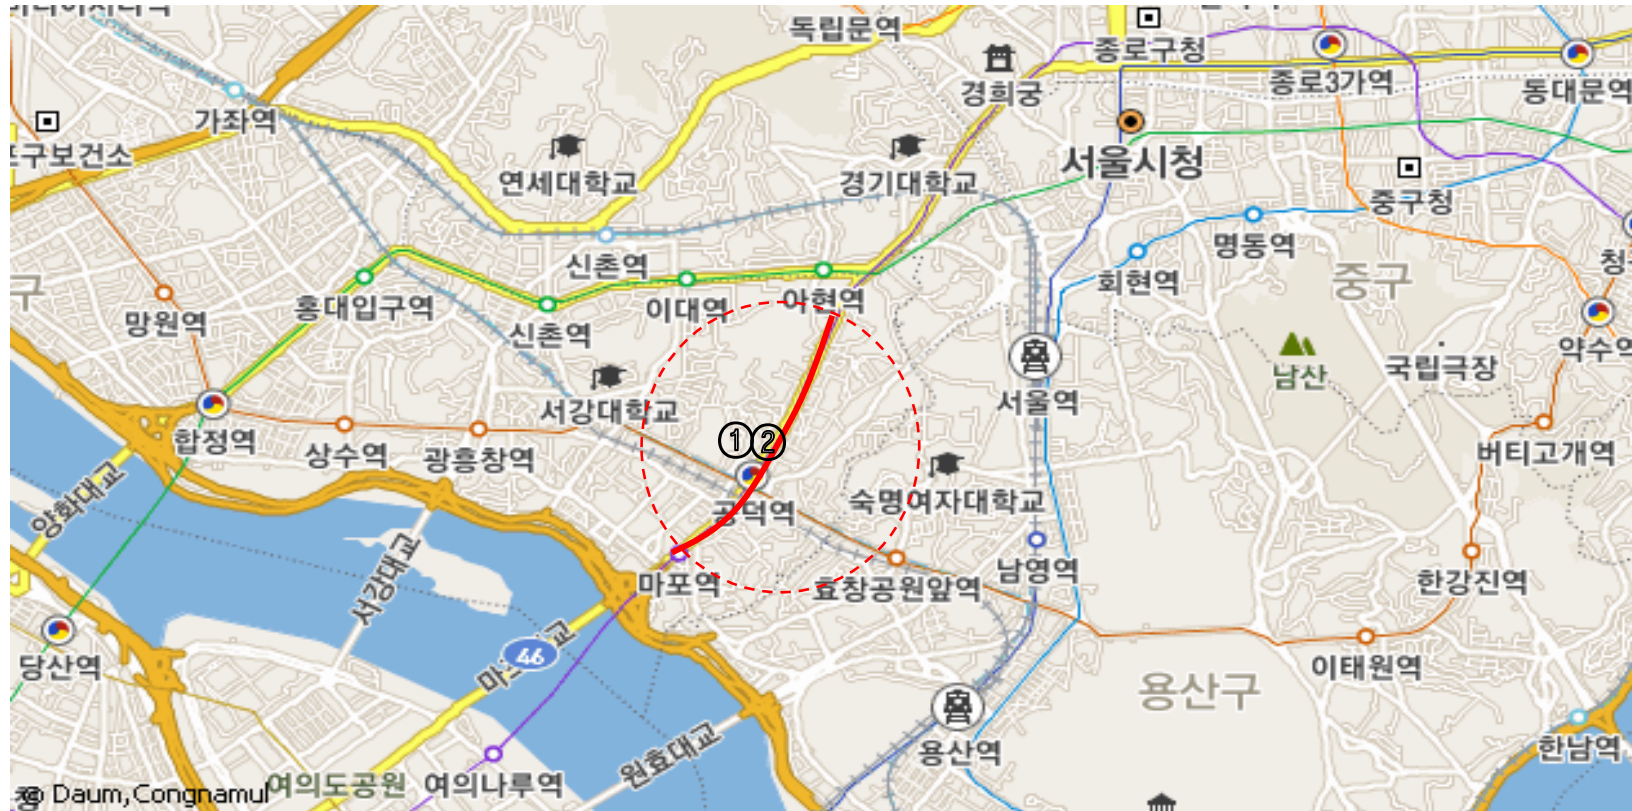 독립문역
종로구청
경희궁
종로3가역
동대문역
가좌역
구보건소
연세대학교
경기대학교
서울시청
중구청
신촌역
명동역
회현역
중구
구
홍대입구역
이대역
아현역
망원역
신촌역
약수역
남산
국립극장
서강대학교
서울역
합정역
상수역
광흥창역
①②
버티고개역
숙명여자대학교
공덕역
양화대교
서강대교
마포역
효창공원앞역
남영역
한강진역
당산역
46
이태원역
용산구
원효대교
용산역
한남역
여의도공원
여의나루역
© Daum,Congnamul